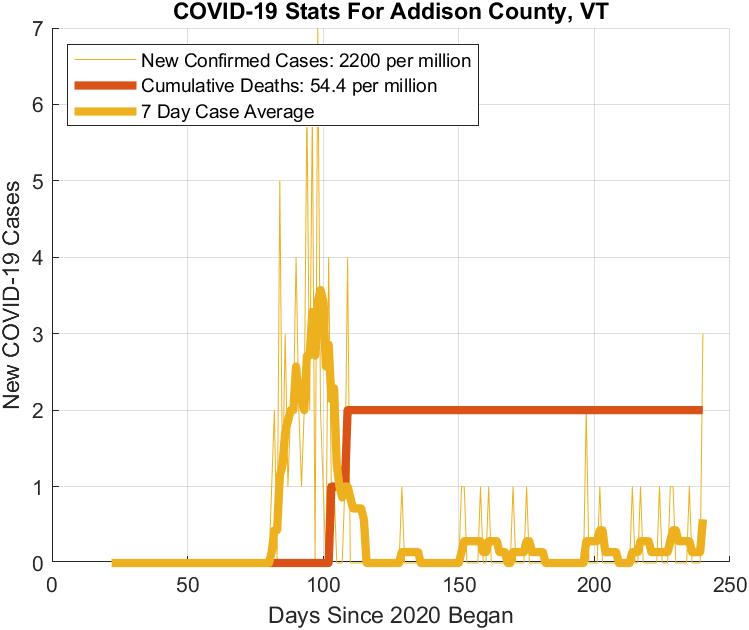 COVID-19 Stats For Addison County, VT
New Confirmed Cases: 2200 per million
Cumulative Deaths: 54.4 per million
7 Day Case Average
New COVID-19 Cases
7
6
5
4
3
2
1
0
0 50 100 150 200 250
Days Since 2020 Began